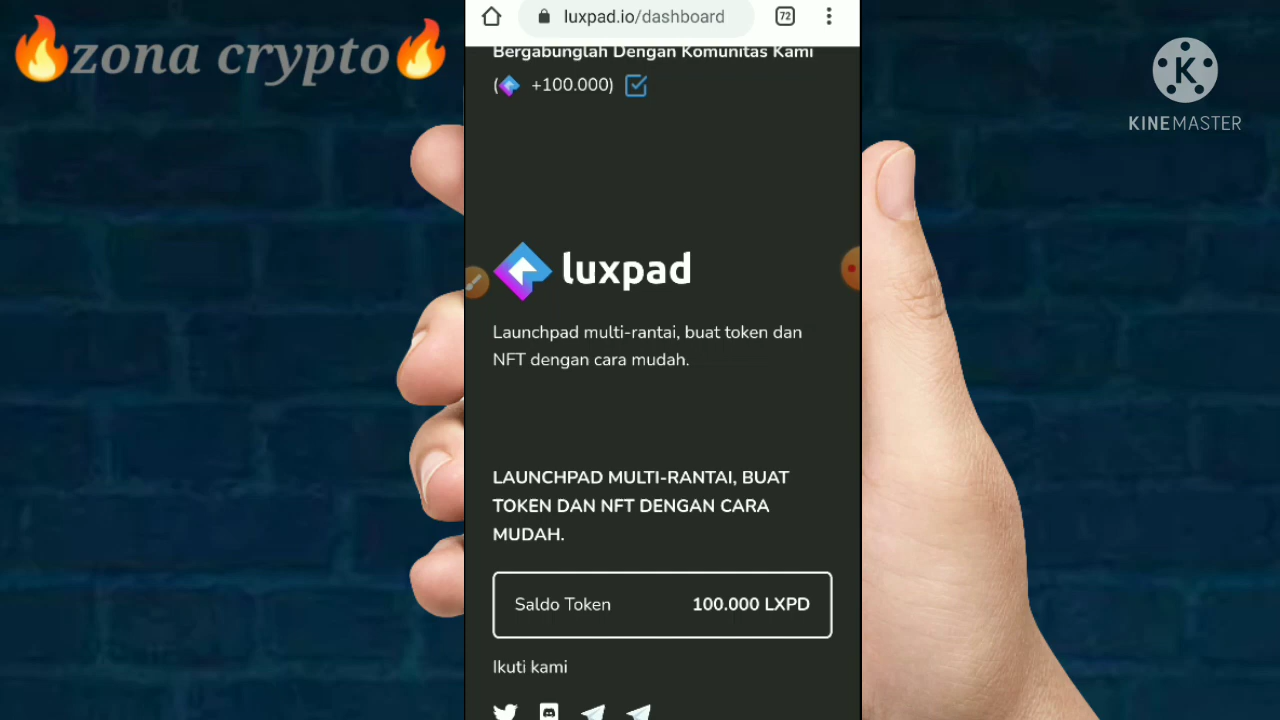 🔥zona crypto🔥
luxpad.io/dashboard
72
K
KINEMASTER
Bergabunglah Dengan Komunitas Kami
( +100.000)
luxpad
Launchpad multi-rantai, buat token dan
NFT dengan cara mudah.
LAUNCHPAD MULTI-RANTAI, BUAT
TOKEN DAN NFT DENGAN CARA
MUDAH.
Saldo Token 100.000 LXPD
Ikuti kami